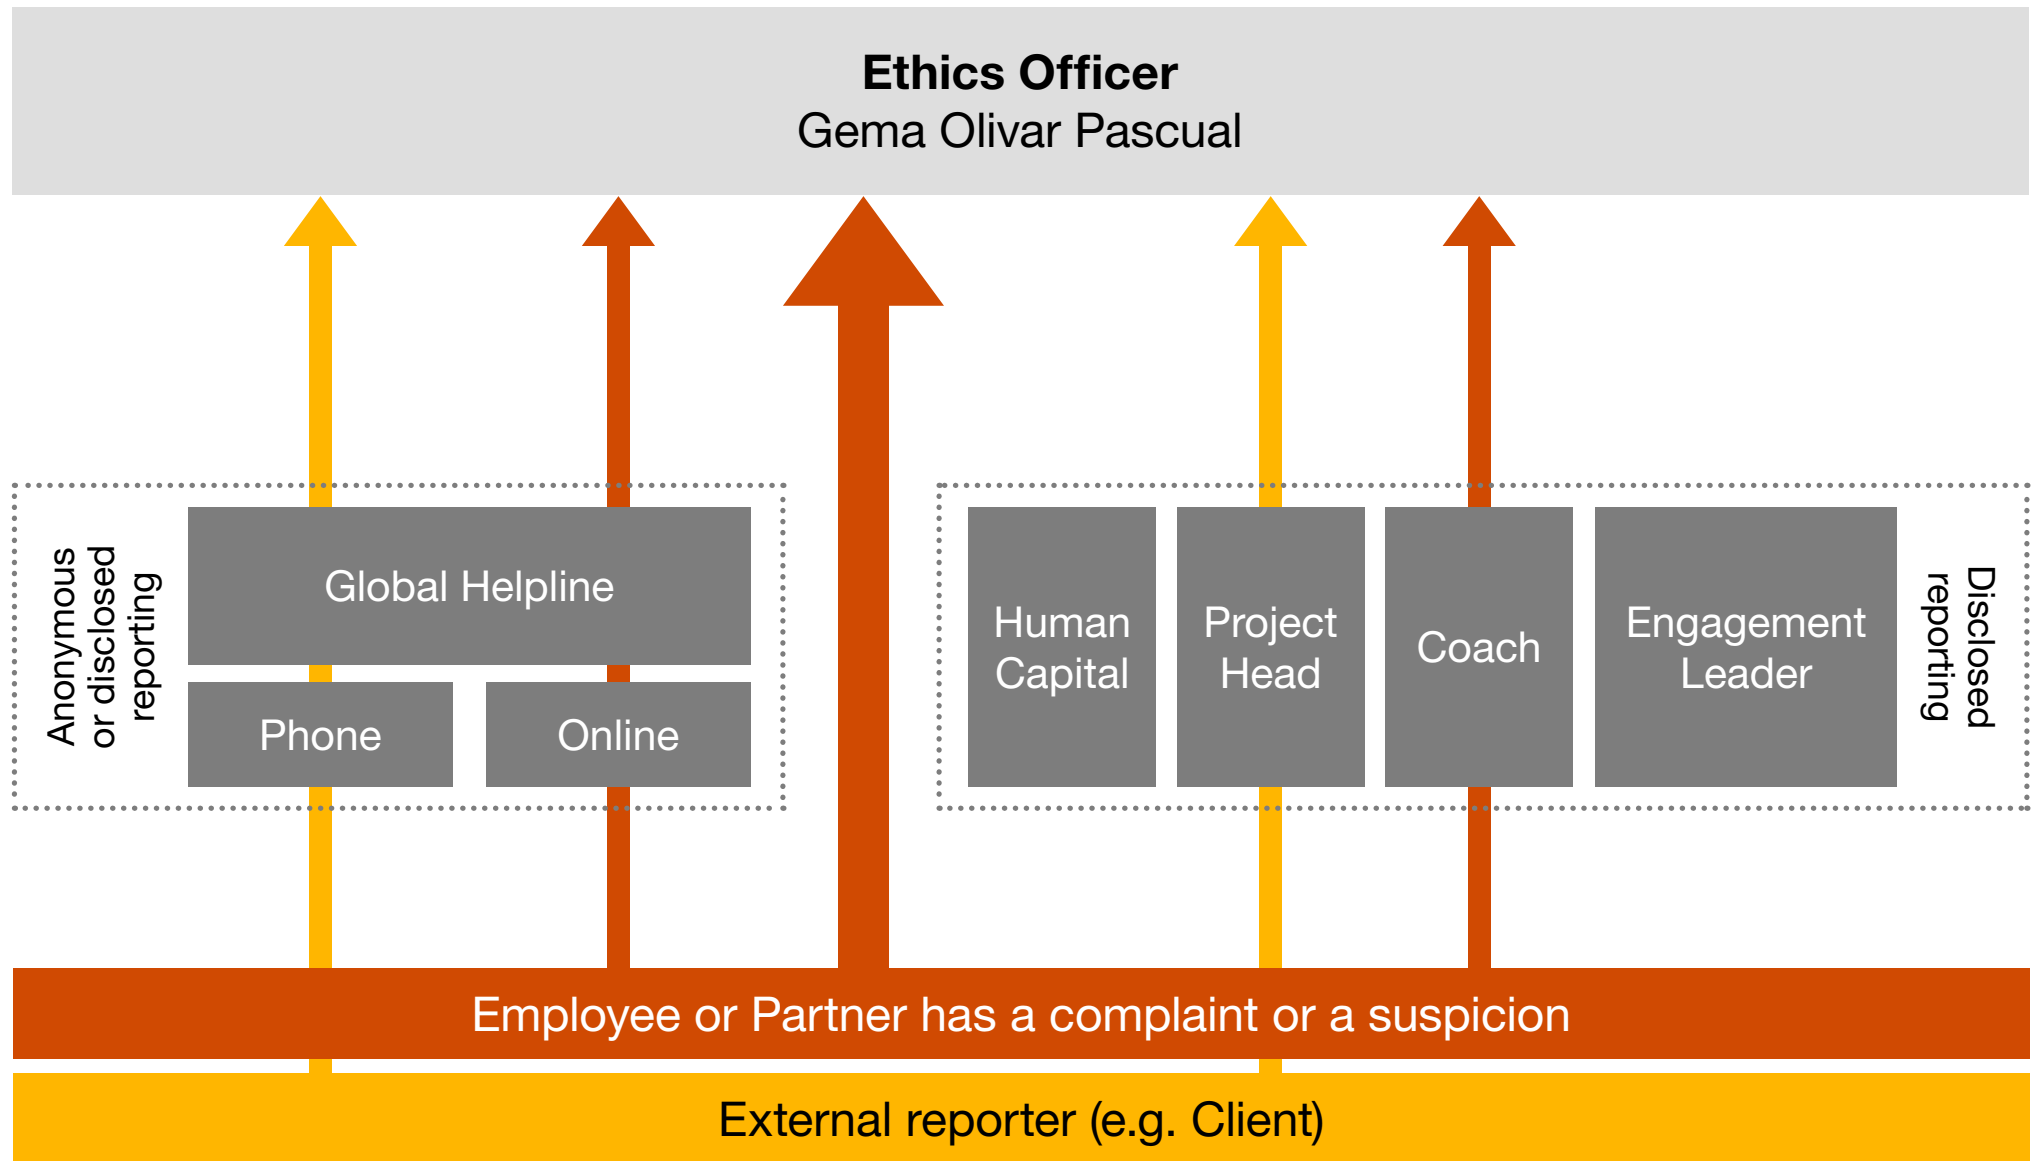 Ethics Officer
Gema Olivar Pascual
Anonymous
or disclosed
reporting
Global Helpline
Phone
Online
Human
Capital
Project
Head
Coach
Engagement
Leader
Disclosed
reporting
Employee or Partner has a complaint or a suspicion
External reporter (e.g. Client)